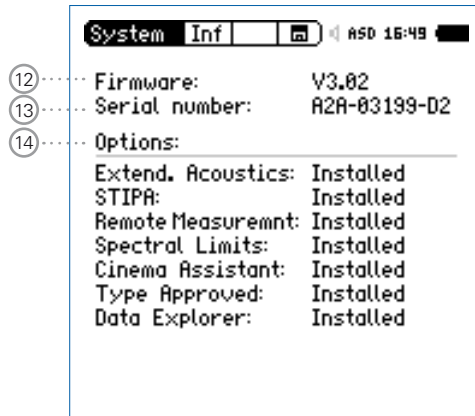 System Inf ASD 16:49
12 Firmware: V3.02
13 Serial number: A2A-03199-D2
14 Options:
Extend. Acoustics: Installed
STIPA: Installed
Remote Measuremnt: Installed
Spectral Limits: Installed
Cinema Assistant: Installed
Type Approved: Installed
Data Explorer: Installed